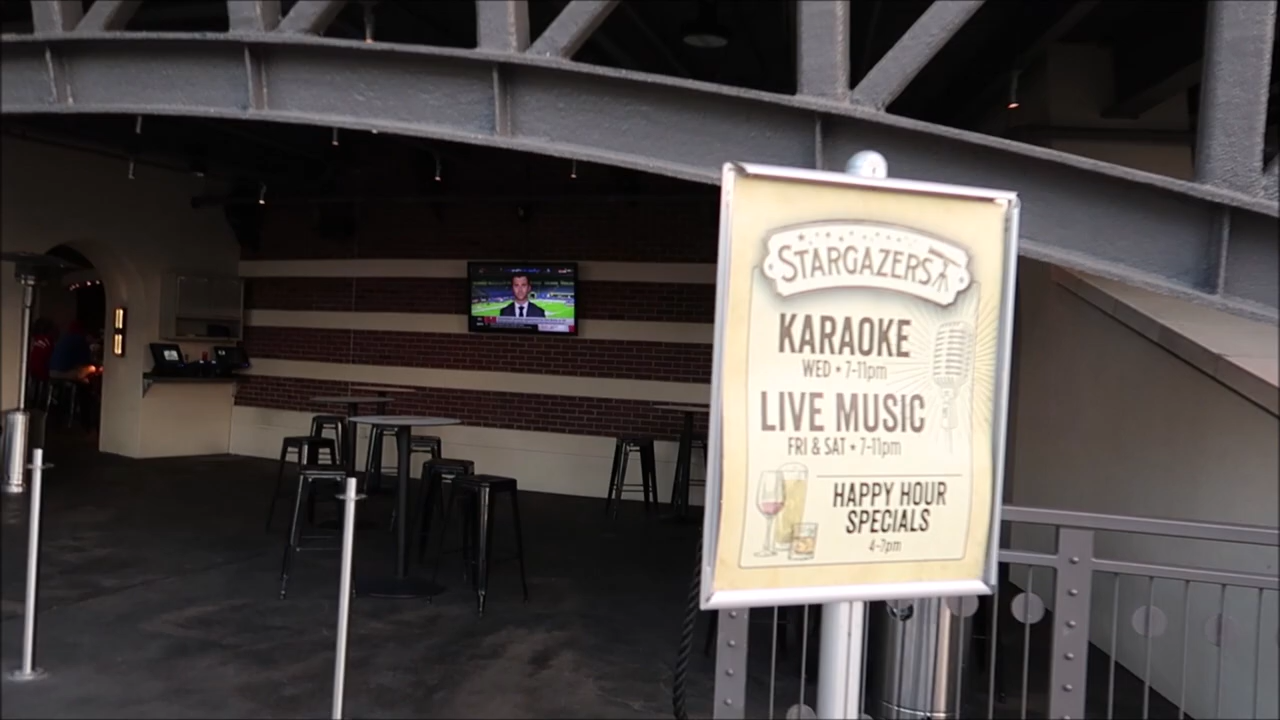 STARGAZERS
KARAOKE
WED • 7-11pm
LIVE MUSIC
FRI & SAT • 7-11pm
HAPPY HOUR
SPECIALS
4-7pm